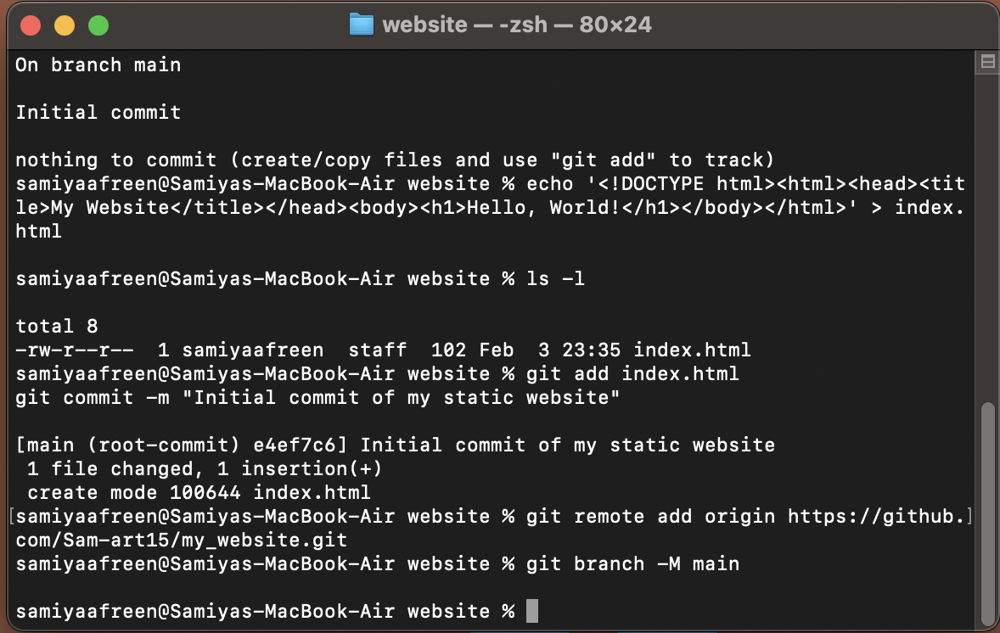 website — -zsh — 80×24
On branch main
Initial commit
nothing to commit (create/copy files and use "git add" to track)
samiyaafreen@Samiyas-MacBook-Air website % echo '<!DOCTYPE html><html><head><tit
le>My Website</title></head><body><h1>Hello, World!</h1></body></html>' > index.
html
samiyaafreen@Samiyas-MacBook-Air website % ls -l
total 8
-rw-r--r--  1 samiyaafreen  staff  102 Feb  3 23:35 index.html
samiyaafreen@Samiyas-MacBook-Air website % git add index.html
git commit -m "Initial commit of my static website"
[main (root-commit) e4ef7c6] Initial commit of my static website
 1 file changed, 1 insertion(+)
 create mode 100644 index.html
[samiyaafreen@Samiyas-MacBook-Air website % git remote add origin https://github.]
com/Sam-art15/my_website.git
samiyaafreen@Samiyas-MacBook-Air website % git branch -M main
samiyaafreen@Samiyas-MacBook-Air website %